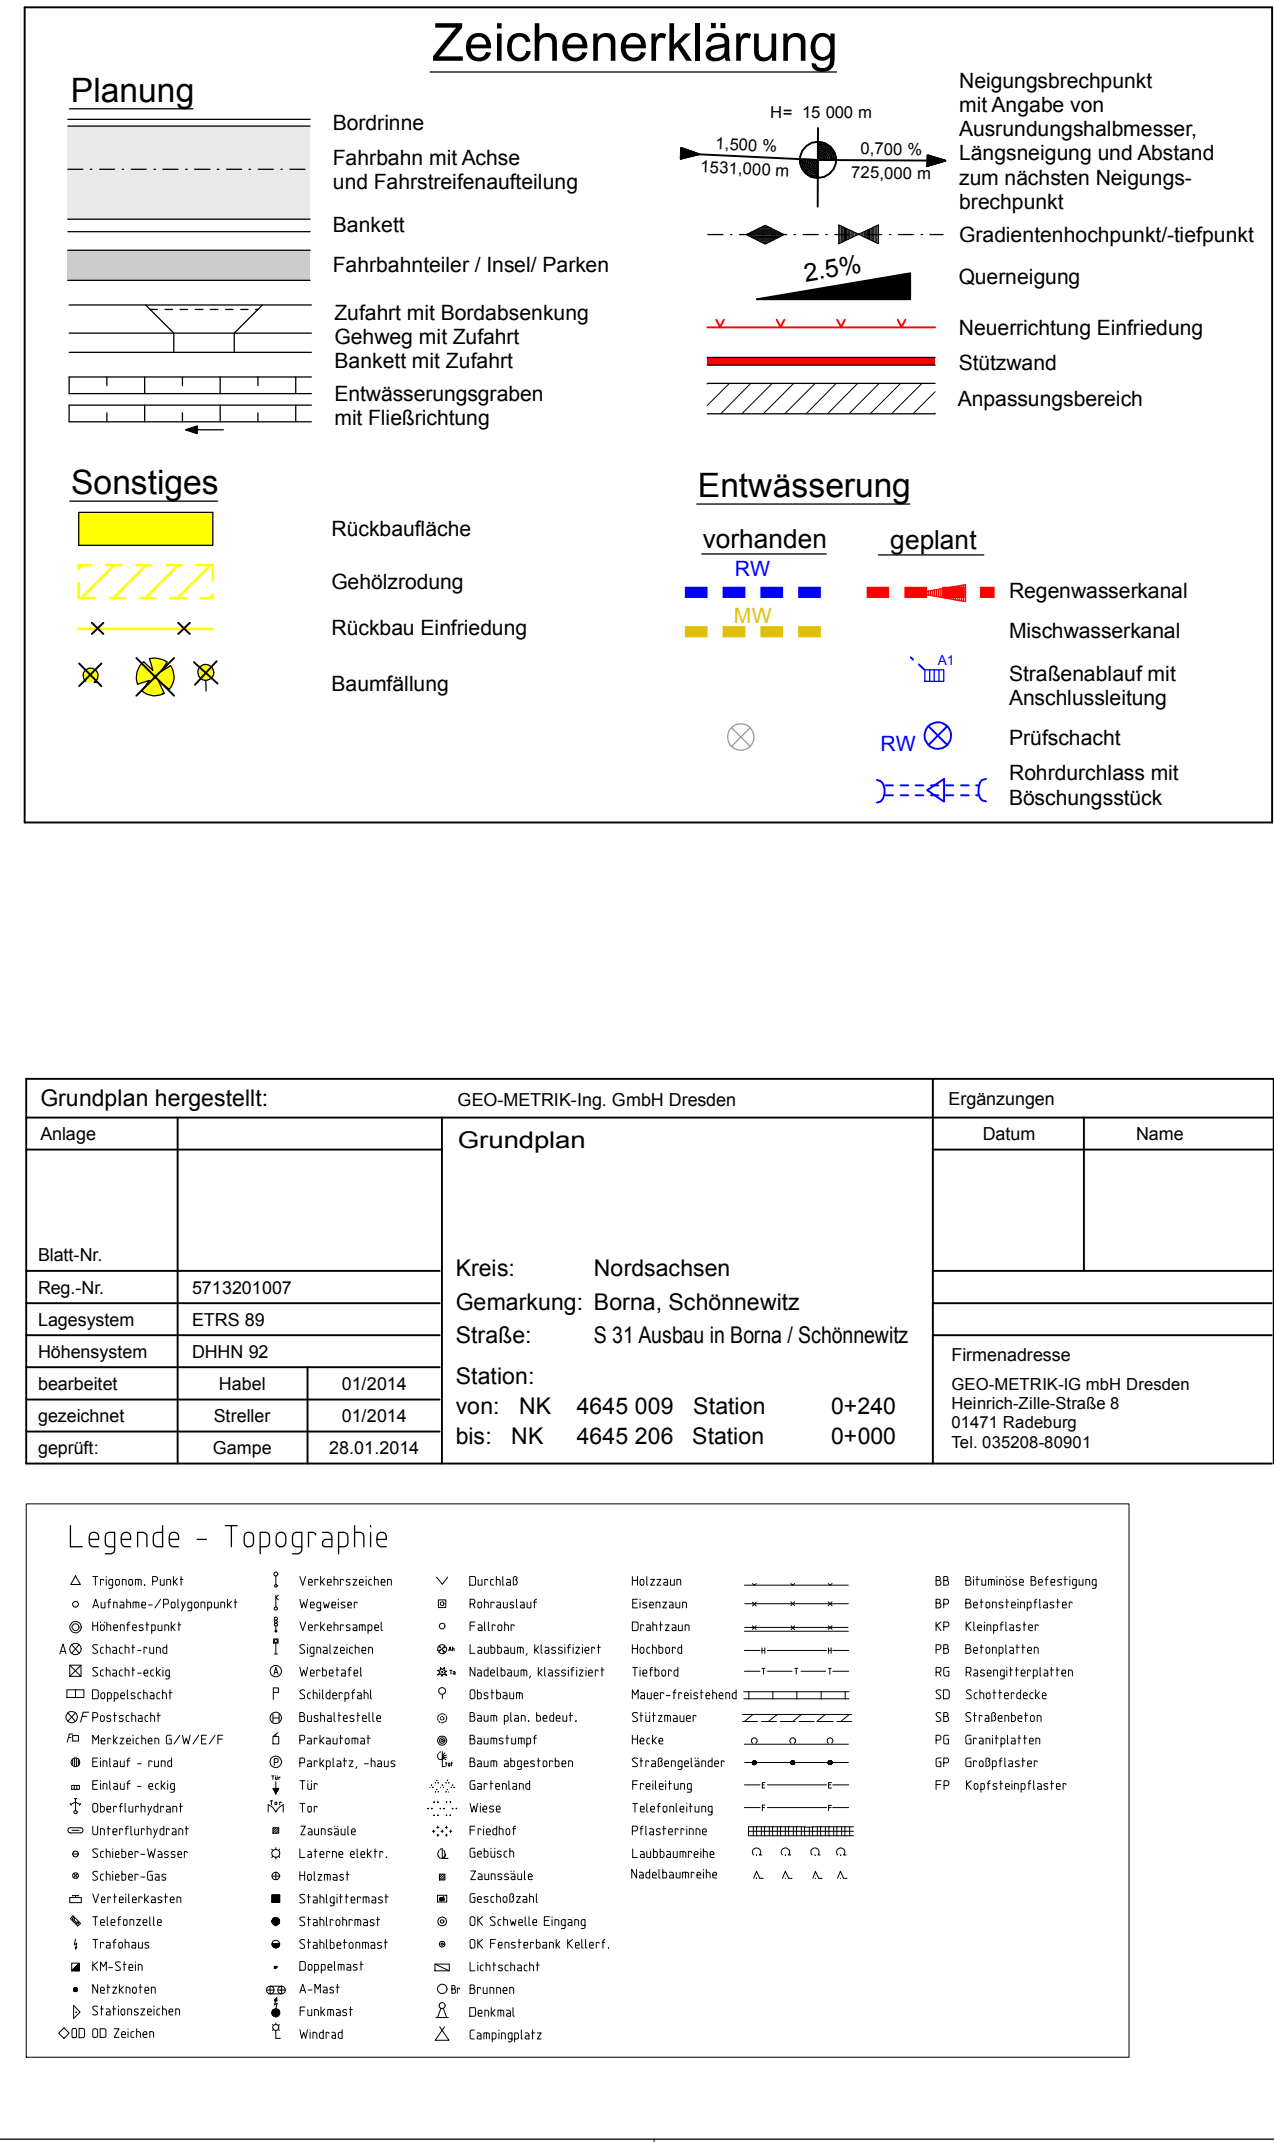 Zeichenerklärung
Planung
Bordrinne
Fahrbahn mit Achse
und Fahrstreifenaufteilung
Bankett
Fahrbahnteiler / Insel/ Parken
Zufahrt mit Bordabsenkung
Gehweg mit Zufahrt
Bankett mit Zufahrt
Entwässerungsgraben
mit Fließrichtung
H= 15 000 m
1,500 %
0,700 %
1531,000 m
725,000 m
Neigungsbrechpunkt
mit Angabe von
Ausrundungshalbmesser,
Längsneigung und Abstand
zum nächsten Neigungs-
brechpunkt
Gradientenhochpunkt/-tiefpunkt
2.5%
Querneigung
Neuerrichtung Einfriedung
Stützwand
Anpassungsbereich
Sonstiges
Rückbaufläche
Gehölzrodung
Rückbau Einfriedung
Baumfällung
Entwässerung
vorhanden geplant
RW
Regenwasserkanal
MW
Mischwasserkanal
A1
Straßenablauf mit
Anschlussleitung
RW
Prüfschacht
Rohrdurchlass mit
Böschungsstück
Grundplan hergestellt: GEO-METRIK-Ing. GmbH Dresden
Anlage
Blatt-Nr.
Reg.-Nr. 5713201007
Lagesystem ETRS 89
Höhensystem DHHN 92
bearbeitet Habel 01/2014
gezeichnet Streller 01/2014
geprüft: Gampe 28.01.2014
Grundplan
Kreis: Nordsachsen
Gemarkung: Borna, Schönnewitz
Straße: S 31 Ausbau in Borna / Schönnewitz
Station:
von: NK 4645 009 Station 0+240
bis: NK 4645 206 Station 0+000
Ergänzungen
Datum Name
Firmenadresse
GEO-METRIK-IG mbH Dresden
Heinrich-Zille-Straße 8
01471 Radeburg
Tel. 035208-80901
Legende - Topographie
Trigonom. Punkt
Aufnahme-/Polygonpunkt
Höhenfestpunkt
A Schacht-rund
Schacht-eckig
Doppelschacht
F Postschacht
Merkzeichen G/W/E/F
Einlauf - rund
Einlauf - eckig
Oberflurhydrant
Unterflurhydrant
Schieber-Wasser
Schieber-Gas
Verteilerkasten
Telefonzelle
Trafohaus
KM-Stein
Netzknoten
Stationszeichen
OD OD Zeichen
Verkehrszeichen
Wegweiser
Verkehrsampel
Signalzeichen
A Werbetafel
Schilderpfahl
H Bushaltestelle
Parkautomat
P Parkplatz, -haus
Tür Tür
Tor Tor
Zaunsäule
Laterne elektr.
Holzmast
Stahlgittermast
Stahlrohrmast
Stahlbetonmast
Doppelmast
A-Mast
Funkmast
Windrad
Durchlaß
Rohrauslauf
Fallrohr
Ah Laubbaum, klassifiziert
Ta Nadelbaum, klassifiziert
Obstbaum
Baum plan. bedeut.
Baumstumpf
Baum abgestorben
Gartenland
Wiese
Friedhof
Gebüsch
Zaunssäule
Geschoßzahl
OK Schwelle Eingang
OK Fensterbank Kellerf.
Lichtschacht
Br Brunnen
Denkmal
Campingplatz
Holzzaun
Eisenzaun
Drahtzaun
Hochbord H H
Tiefbord T T T
Mauer-freistehend
Stützmauer
Hecke
Straßengeländer
Freileitung E E
Telefonleitung F F
Pflasterrinne
Laubbaumreihe
Nadelbaumreihe
BB Bituminöse Befestigung
BP Betonsteinpflaster
KP Kleinpflaster
PB Betonplatten
RG Rasengitterplatten
SD Schotterdecke
SB Straßenbeton
PG Granitplatten
GP Großpflaster
FP Kopfsteinpflaster